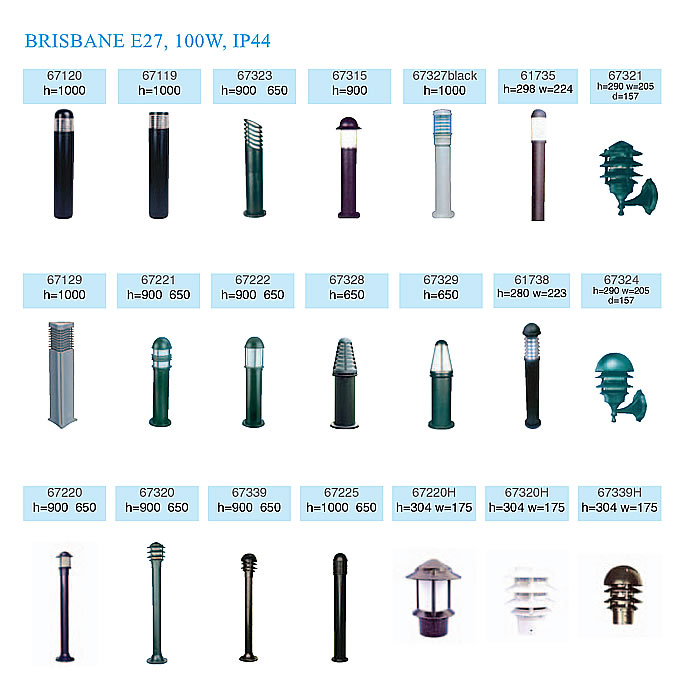 BRISBANE E27, 100W, IP44
67120
h=1000
67119
h=1000
67323
h=900 650
67315
h=900
67327black
h=1000
61735
h=298 w=224
67321
h=290 w=205
d=157
67129
h=1000
67221
h=900 650
67222
h=900 650
67328
h=650
67329
h=650
61738
h=280 w=223
67324
h=290 w=205
d=157
67220
h=900 650
67320
h=900 650
67339
h=900 650
67225
h=1000 650
67220H
h=304 w=175
67320H
h=304 w=175
67339H
h=304 w=175